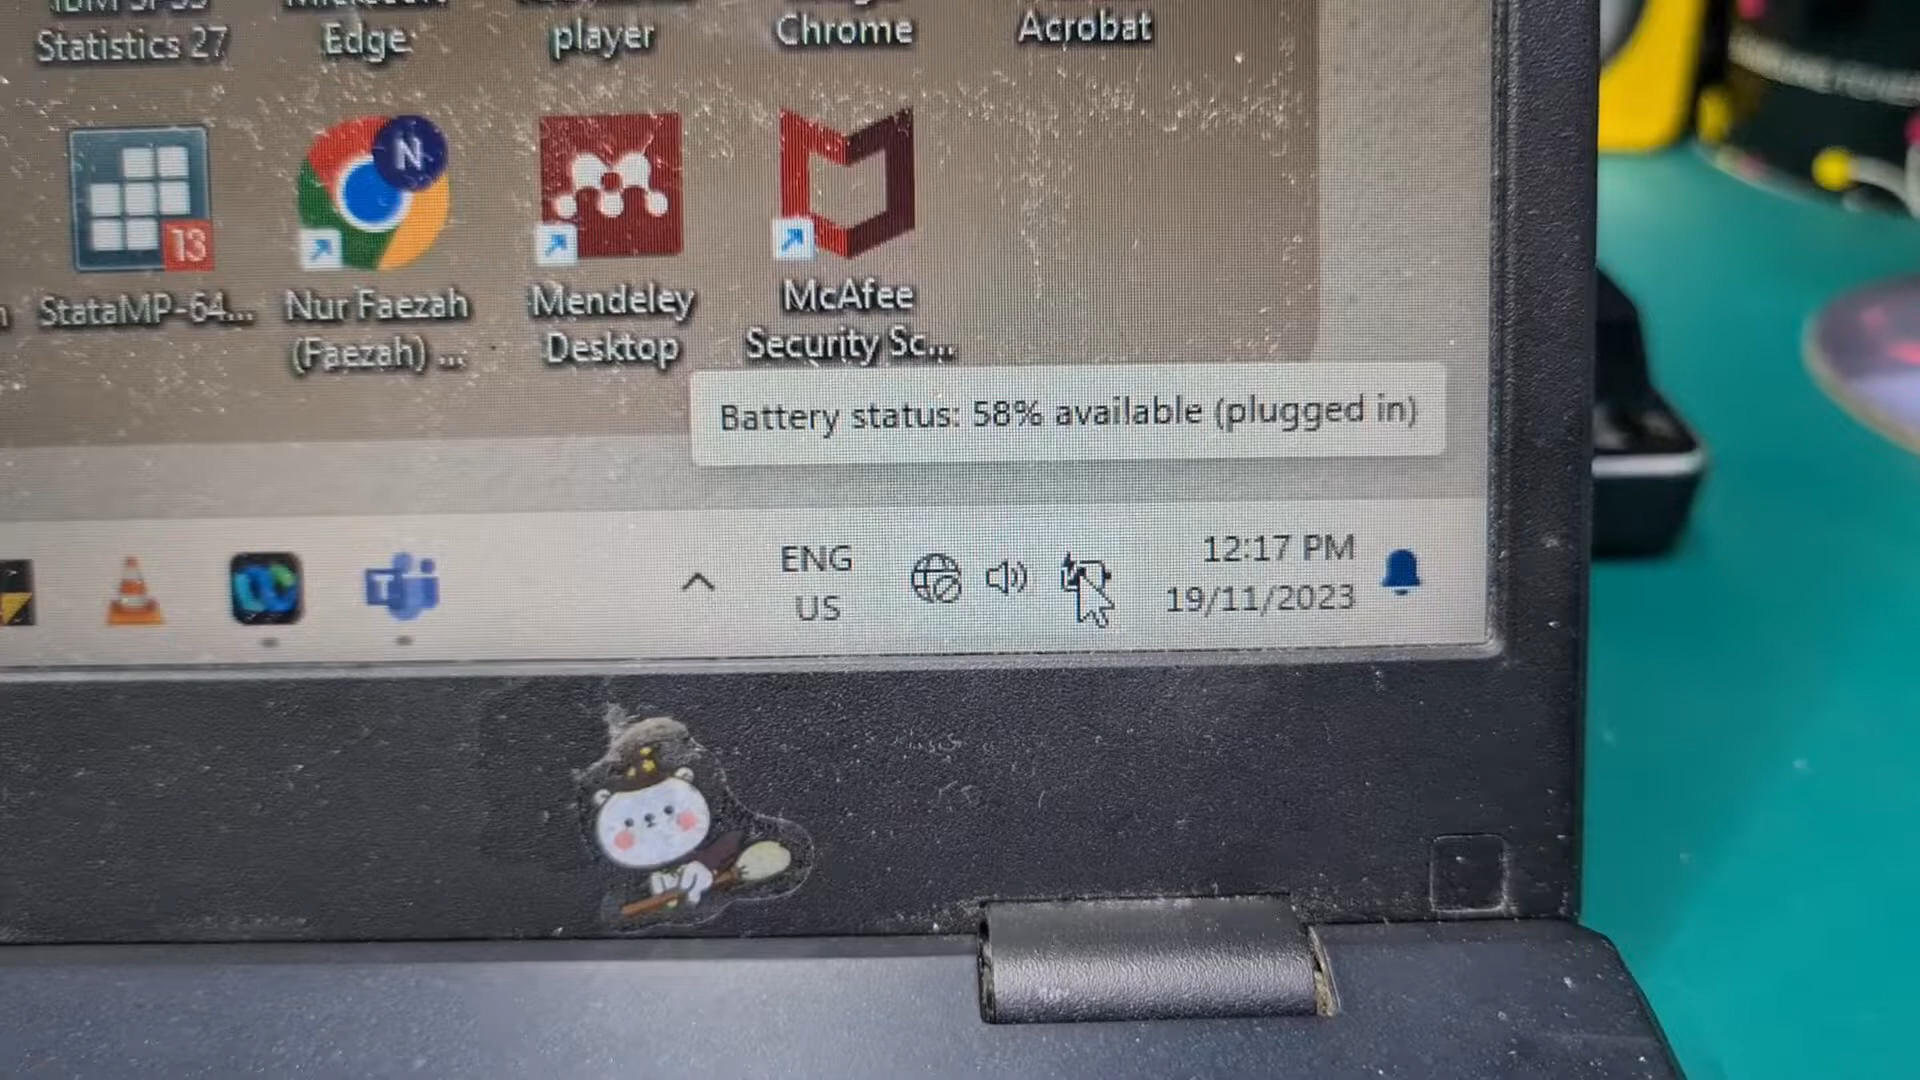 Statistics 27
Edge
player
Chrome
Acrobat
N
13
StataMP-64...
Nur Faezah
(Faezah) ...
Mendeley
Desktop
McAfee
Security Sc...
Battery status: 58% available (plugged in)
T
ENG
US
12:17 PM
19/11/2023